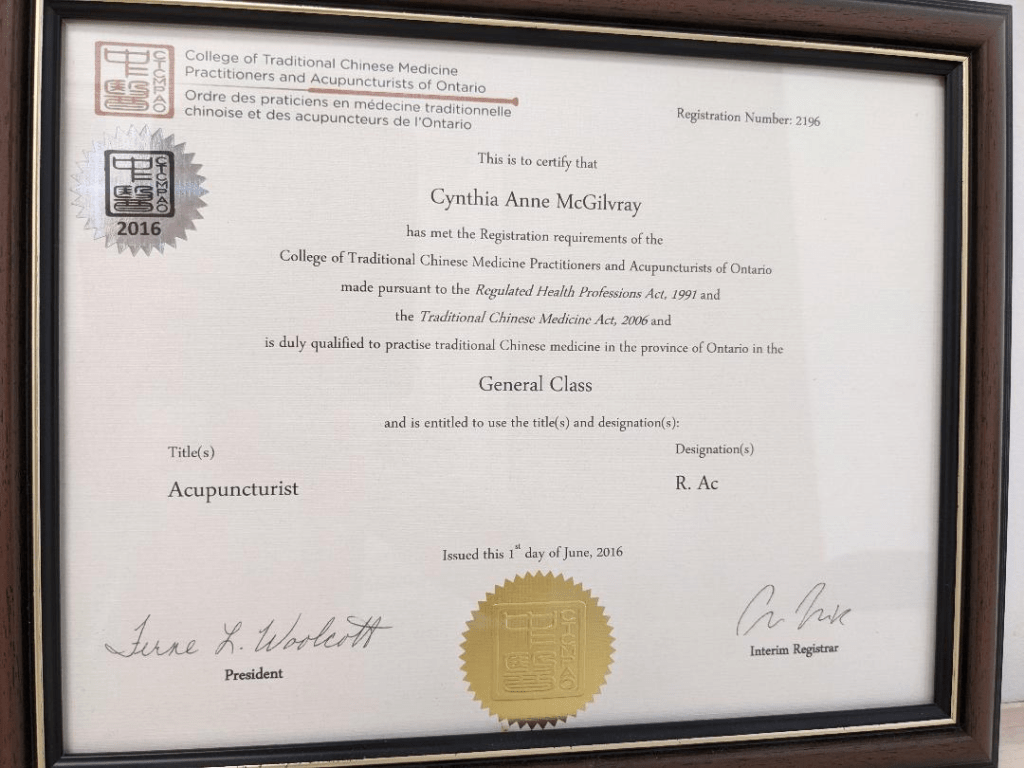 College of Traditional Chinese Medicine
Practitioners and Acupuncturists of Ontario
Ordre des praticiens en médecine traditionnelle
chinoise et des acupuncteurs de l'Ontario
CTCMPAO
Registration Number: 2196
CTCMPAO
2016
This is to certify that
Cynthia Anne McGilvray
has met the Registration requirements of the
College of Traditional Chinese Medicine Practitioners and Acupuncturists of Ontario
made pursuant to the Regulated Health Professions Act, 1991 and
the Traditional Chinese Medicine Act, 2006 and
is duly qualified to practise traditional Chinese medicine in the province of Ontario in the
General Class
and is entitled to use the title(s) and designation(s):
Title(s)
Designation(s)
Acupuncturist
R. Ac
Issued this 1st day of June, 2016
Ferne L. Woolcott
President
Interim Registrar
CTCMPAO